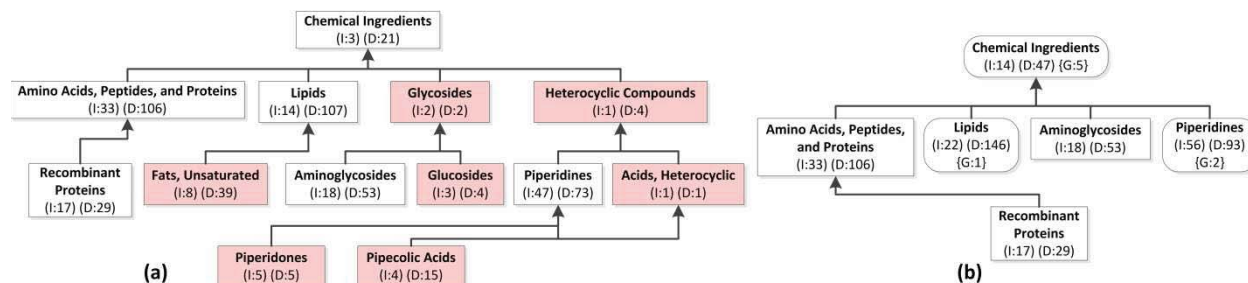 Chemical Ingredients
(I:3) (D:21)
Amino Acids, Peptides, and Proteins
(I:33) (D:106)
Lipids
(I:14) (D:107)
Glycosides
(I:2) (D:2)
Heterocyclic Compounds
(I:1) (D:4)
Recombinant
Proteins
(I:17) (D:29)
Fats, Unsaturated
(I:8) (D:39)
Aminoglycosides
(I:18) (D:53)
Glucosides
(I:3) (D:4)
Piperidines
(I:47) (D:73)
Acids, Heterocyclic
(I:1) (D:1)
Piperidones
(I:5) (D:5)
Pipecolic Acids
(I:4) (D:15)
(a)
Chemical Ingredients
(I:14) (D:47) {G:5}
Amino Acids, Peptides,
and Proteins
(I:33) (D:106)
Lipids
(I:22) (D:146)
{G:1}
Aminoglycosides
(I:18) (D:53)
Piperidines
(I:56) (D:93)
{G:2}
Recombinant
Proteins
(I:17) (D:29)
(b)